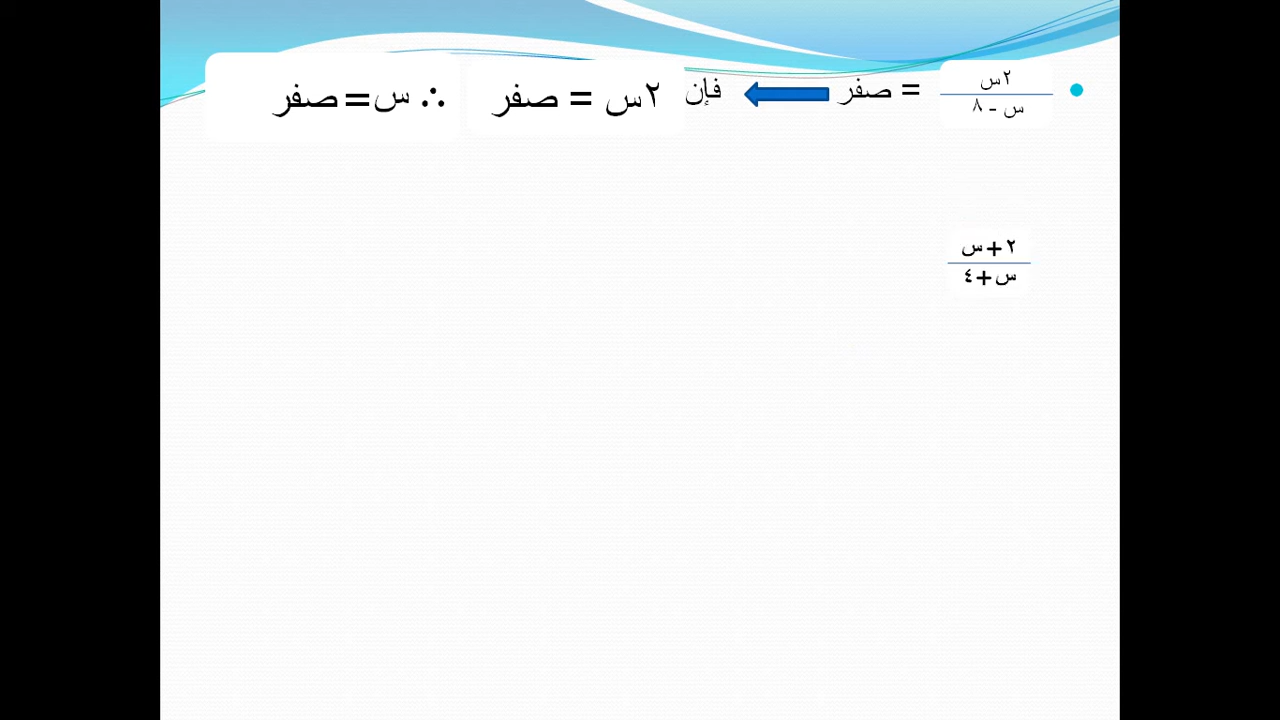 ٢س
س - ٨
= صفر فإن ٢س = صفر ∴ س = صفر
٢ + س
س + ٤